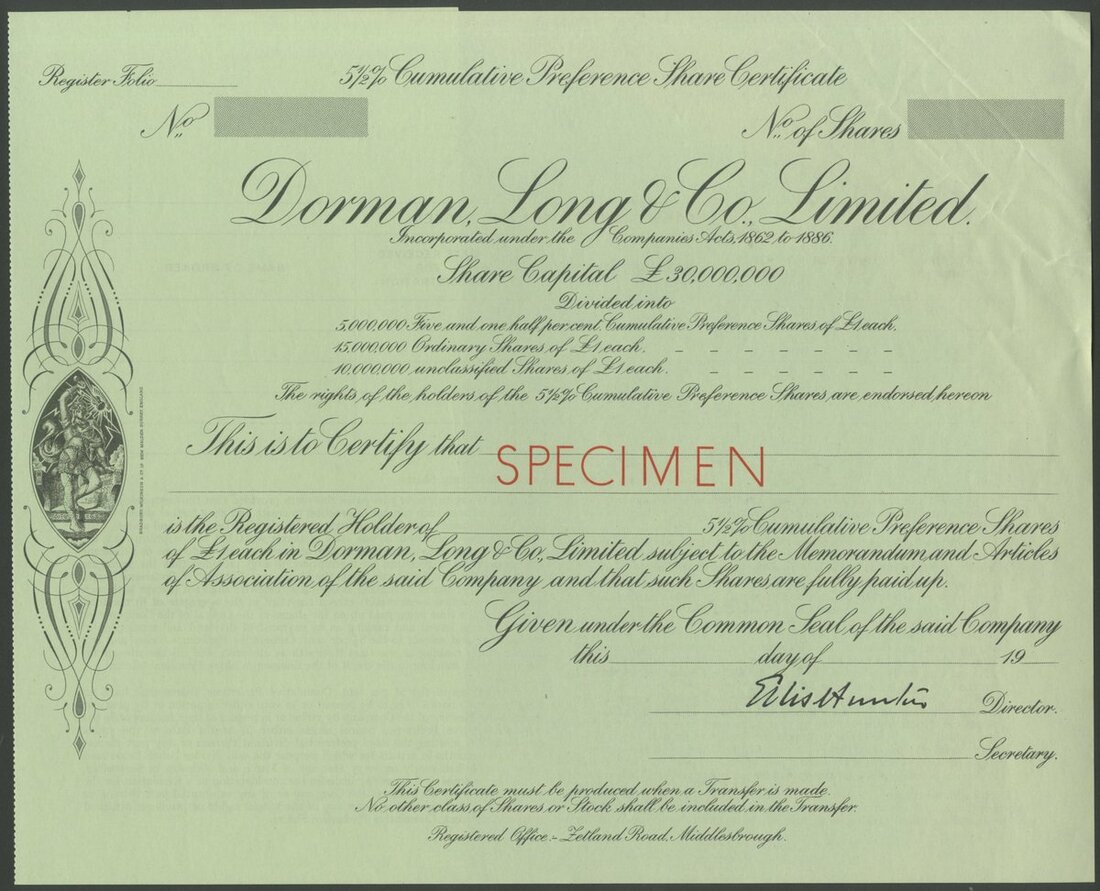 Register Folio
5½% Cumulative Preference Share Certificate
No.
No. of Shares
Dorman, Long & Co., Limited.
Incorporated under the Companies Acts, 1862 to 1886.
Share Capital £30,000,000
Divided into
5,000,000 Five and one half per cent. Cumulative Preference Shares of £1 each.
15,000,000 Ordinary Shares of £1 each. - - - - - -
10,000,000 unclassified Shares of £1 each. - - - - -
The rights of the holders of the 5½% Cumulative Preference Shares, are endorsed hereon
This is to Certify that
SPECIMEN
is the Registered Holder of 5½% Cumulative Preference Shares
of £1 each in Dorman, Long & Co., Limited subject to the Memorandum and Articles
of Association, of the said Company and that such Shares, are fully paid up.
Given under the Common Seal of the said Company
this day of 19
Ellis Hunter
Director.
Secretary.
This Certificate must be produced when a Transfer is made.
No other class of Shares or Stock shall be included in the Transfer.
Registered Office:- Zetland Road, Middlesbrough.